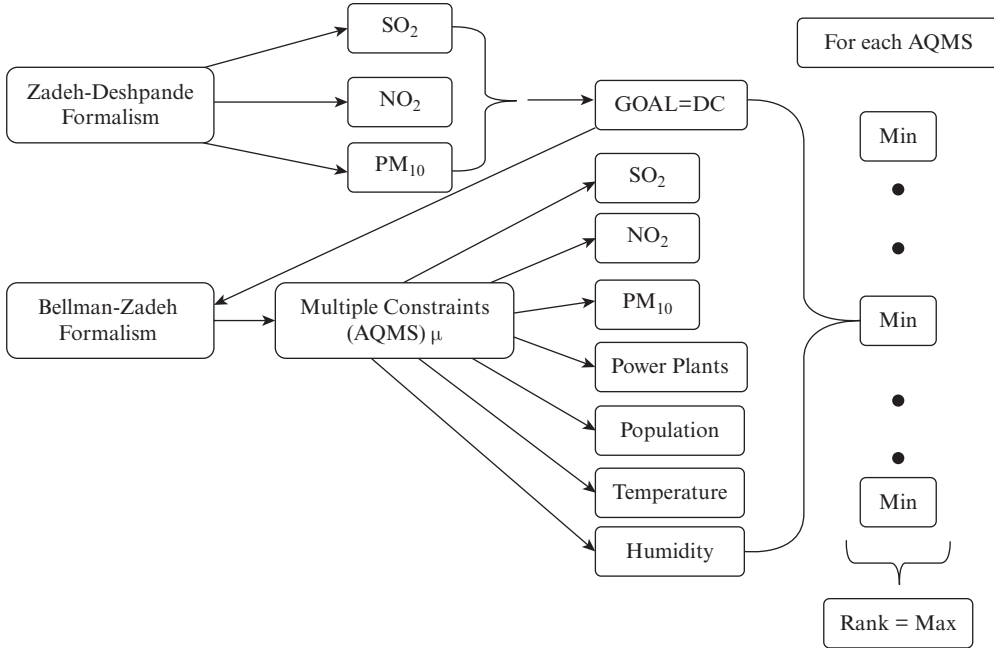 SO₂
For each AQMS
Zadeh-Deshpande
Formalism
NO₂
GOAL=DC
Min
PM₁₀
SO₂
NO₂
Bellman-Zadeh
Formalism
Multiple Constraints
(AQMS) μ
PM₁₀
Min
Power Plants
Population
Temperature
Min
Humidity
Rank = Max